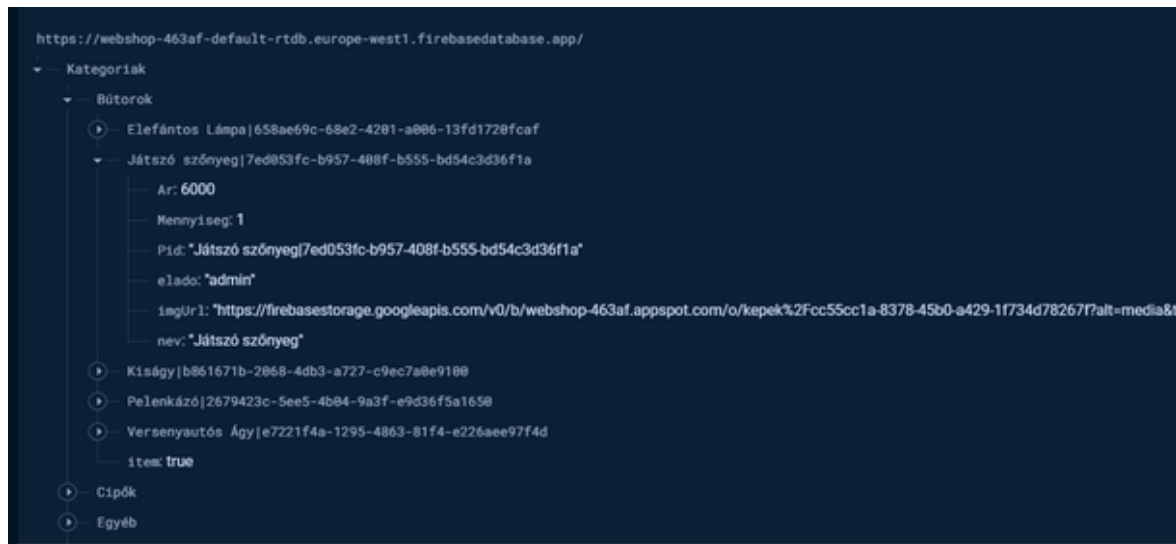 https://webshop-463af-default-rtdb.europe-west1.firebasedatabase.app/
Kategoriak
Bútorok
Elefántos Lámpa|658ae69c-68e2-4201-a006-13fd1720fcaf
Játszó szőnyeg|7ed053fc-b957-408f-b555-bd54c3d36f1a
Ar: 6000
Mennyiseg: 1
Pid: "Játszó szőnyeg|7ed053fc-b957-408f-b555-bd54c3d36f1a"
elado: "admin"
imgUrl: "https://firebasestorage.googleapis.com/v0/b/webshop-463af.appspot.com/o/kepek%2Fcc55cc1a-8378-45b0-a429-1f734d78267f?alt=media&t
nev: "Játszó szőnyeg"
Kiságy|b861671b-2068-4db3-a727-c9ec7a0e9100
Pelenkázó|2679423c-5ee5-4b04-9a3f-e9d36f5a1650
Versenyautós Ágy|e7221f4a-1295-4863-81f4-e226aee97f4d
item: true
Cipők
Egyéb